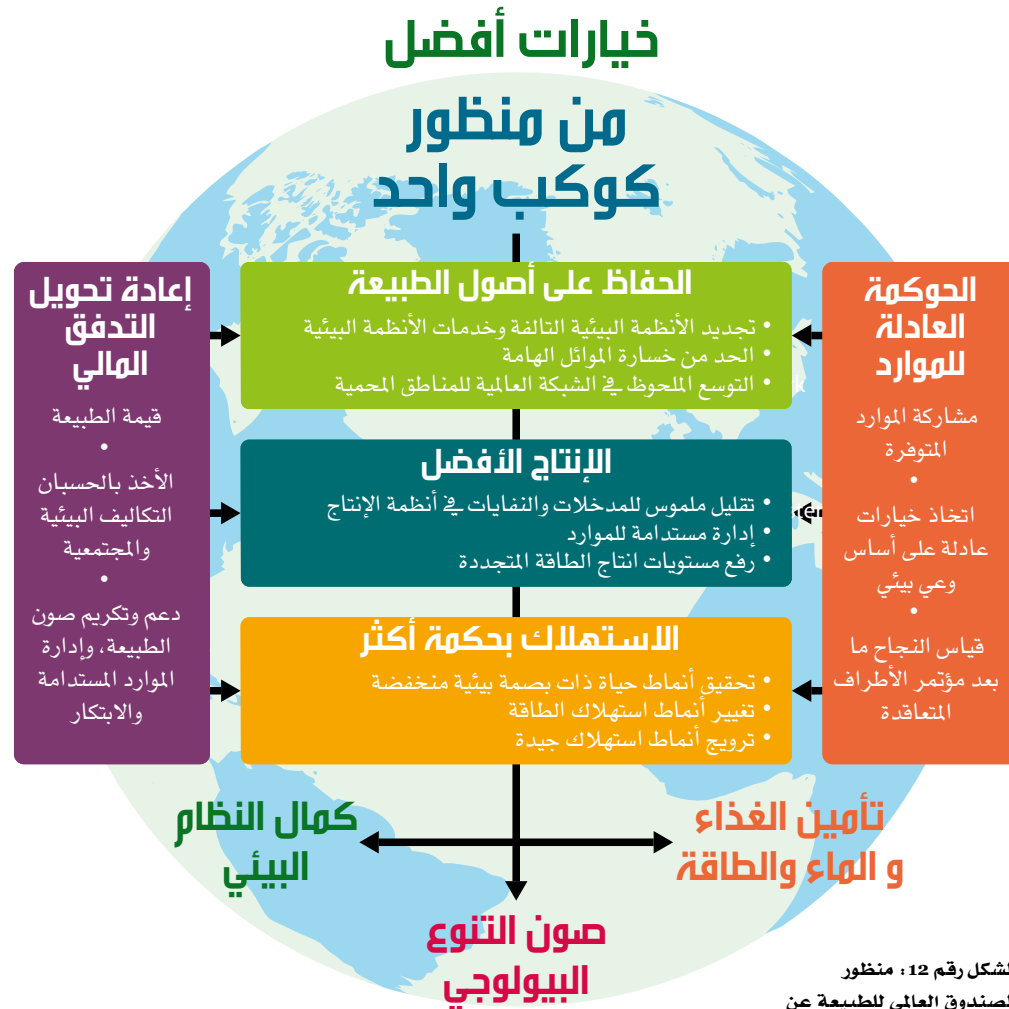 خيارات أفضل
من منظور
كوكب واحد
الحوكمة
العادلة
للموارد
مشاركة الموارد
المتوفرة
•
اتخاذ خيارات
عادلة على أساس
وعي بيئي
•
قياس النجاح ما
بعد مؤتمر الأطراف
المتعاقدة
الحفاظ على أصول الطبيعة
• تجديد الأنظمة البيئية التالفة وخدمات الأنظمة البيئية
• الحد من خسارة الموائل الهامة
• التوسع الملحوظ في الشبكة العالمية للمناطق المحمية
الإنتاج الأفضل
• تقليل ملموس للمدخلات والنفايات في أنظمة الإنتاج
• إدارة مستدامة للموارد
• رفع مستويات انتاج الطاقة المتجددة
الاستهلاك بحكمة أكثر
• تحقيق أنماط حياة ذات بصمة بيئية منخفضة
• تغيير أنماط استهلاك الطاقة
• ترويج أنماط استهلاك جيدة
إعادة تحويل
التدفق
المالي
قيمة الطبيعة
•
الأخذ بالحسبان
التكاليف البيئية
والمجتمعية
•
دعم وتكريم صون
الطبيعة، وإدارة
الموارد المستدامة
والابتكار
تأمين الغذاء
و الماء والطاقة
كمال النظام
البيئي
صون التنوع
البيولوجي
لشكل رقم 12: منظور
لصندوق العالمي للطبيعة عن